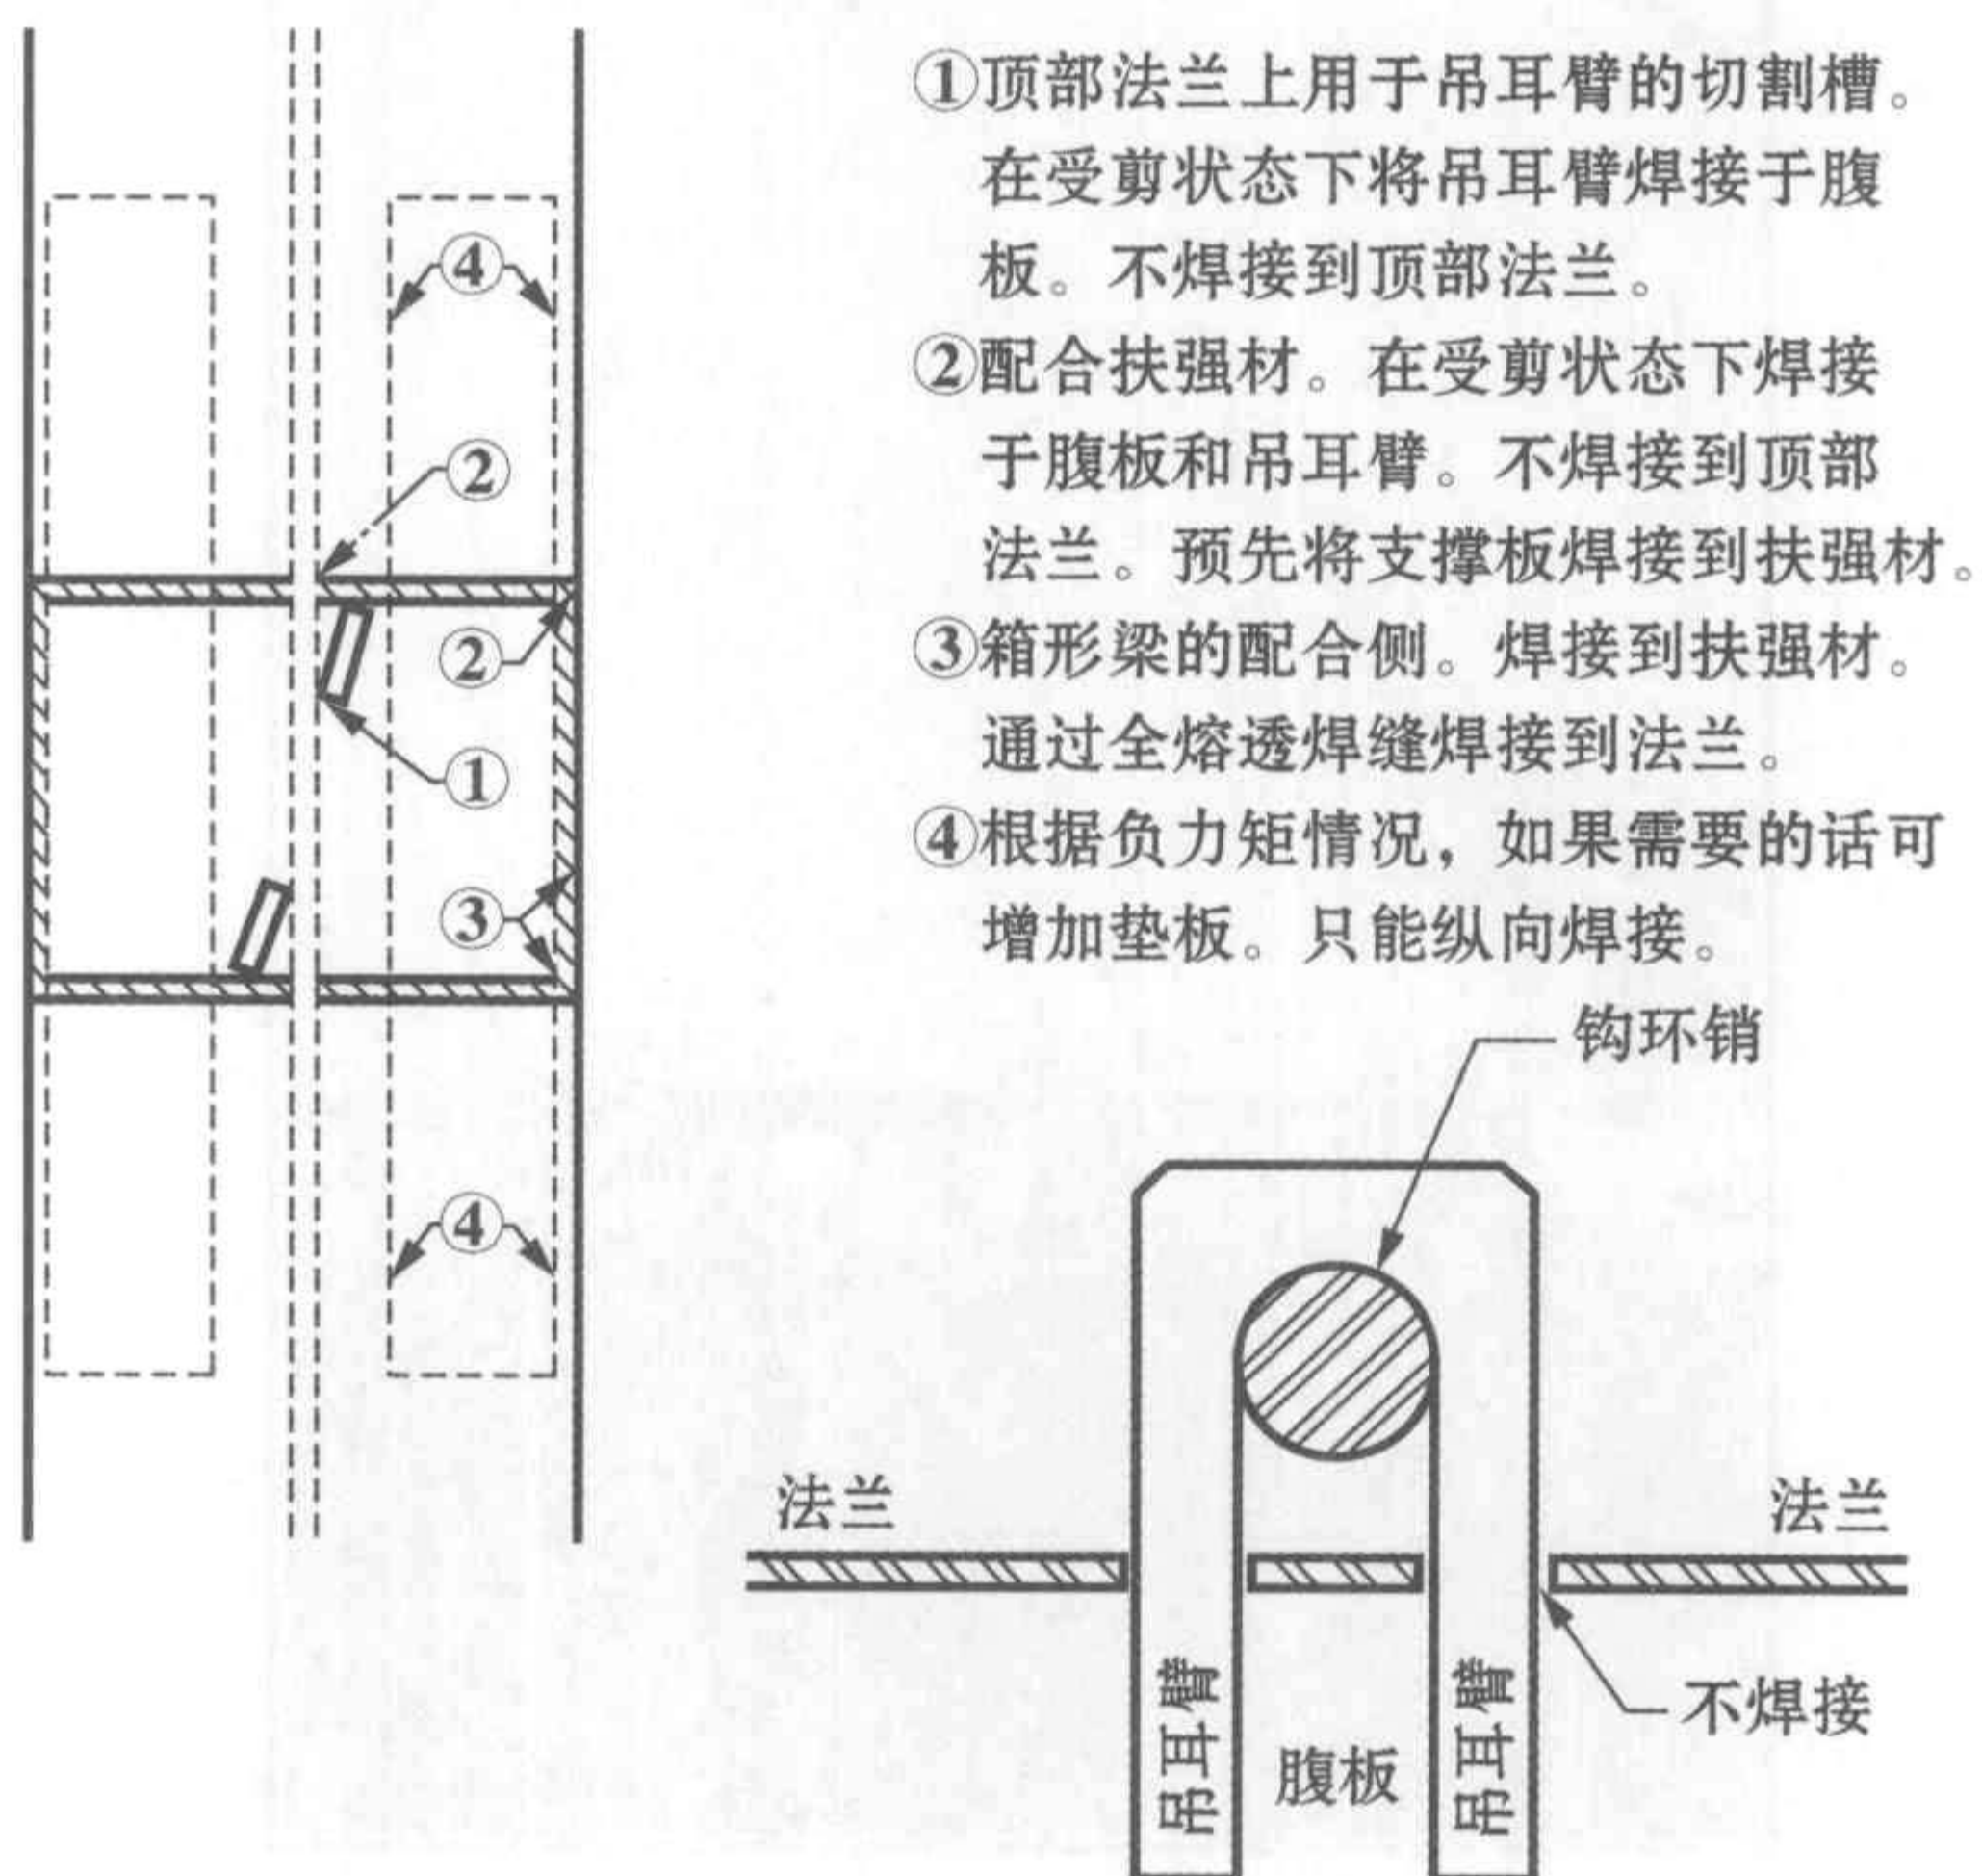 ①顶部法兰上用于吊耳臂的切割槽。
在受剪状态下将吊耳臂焊接于腹
板。不焊接到顶部法兰。
②配合扶强材。在受剪状态下焊接
于腹板和吊耳臂。不焊接到顶部
法兰。预先将支撑板焊接到扶强材。
③箱形梁的配合侧。焊接到扶强材。
通过全熔透焊缝焊接到法兰。
④根据负力矩情况，如果需要的话可
增加垫板。只能纵向焊接。
④
②
②
①
③
④
钩环销
法兰
法兰
不焊接
吊耳臂
腹板
吊耳臂